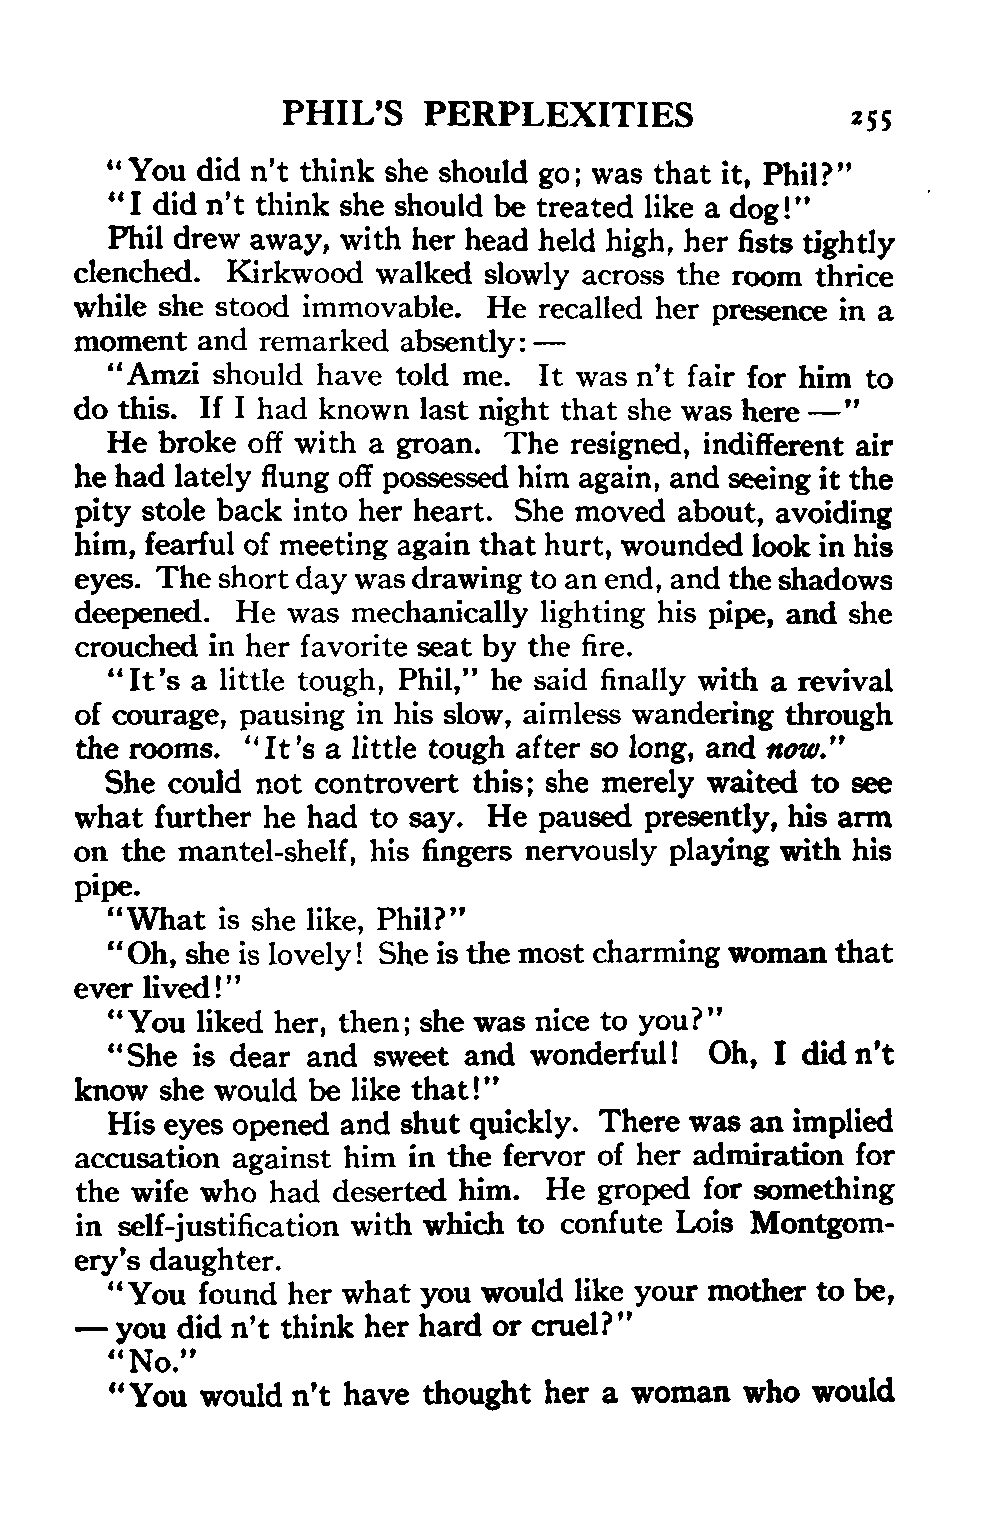 PHIL'S PERPLEXITIES 255
"You did n't think she should go; was that it, Phil?"
"I did n't think she should be treated like a dog!"
Phil drew away, with her head held high, her fists tightly
clenched. Kirkwood walked slowly across the room thrice
while she stood immovable. He recalled her presence in a
moment and remarked absently: —
"Amzi should have told me. It was n't fair for him to
do this. If I had known last night that she was here —"
He broke off with a groan. The resigned, indifferent air
he had lately flung off possessed him again, and seeing it the
pity stole back into her heart. She moved about, avoiding
him, fearful of meeting again that hurt, wounded look in his
eyes. The short day was drawing to an end, and the shadows
deepened. He was mechanically lighting his pipe, and she
crouched in her favorite seat by the fire.
"It's a little tough, Phil," he said finally with a revival
of courage, pausing in his slow, aimless wandering through
the rooms. "It's a little tough after so long, and now."
She could not controvert this; she merely waited to see
what further he had to say. He paused presently, his arm
on the mantel-shelf, his fingers nervously playing with his
pipe.
"What is she like, Phil?"
"Oh, she is lovely! She is the most charming woman that
ever lived!"
"You liked her, then; she was nice to you?"
"She is dear and sweet and wonderful! Oh, I did n't
know she would be like that!"
His eyes opened and shut quickly. There was an implied
accusation against him in the fervor of her admiration for
the wife who had deserted him. He groped for something
in self-justification with which to confute Lois Montgom-
ery's daughter.
"You found her what you would like your mother to be,
— you did n't think her hard or cruel?"
"No."
"You would n't have thought her a woman who would